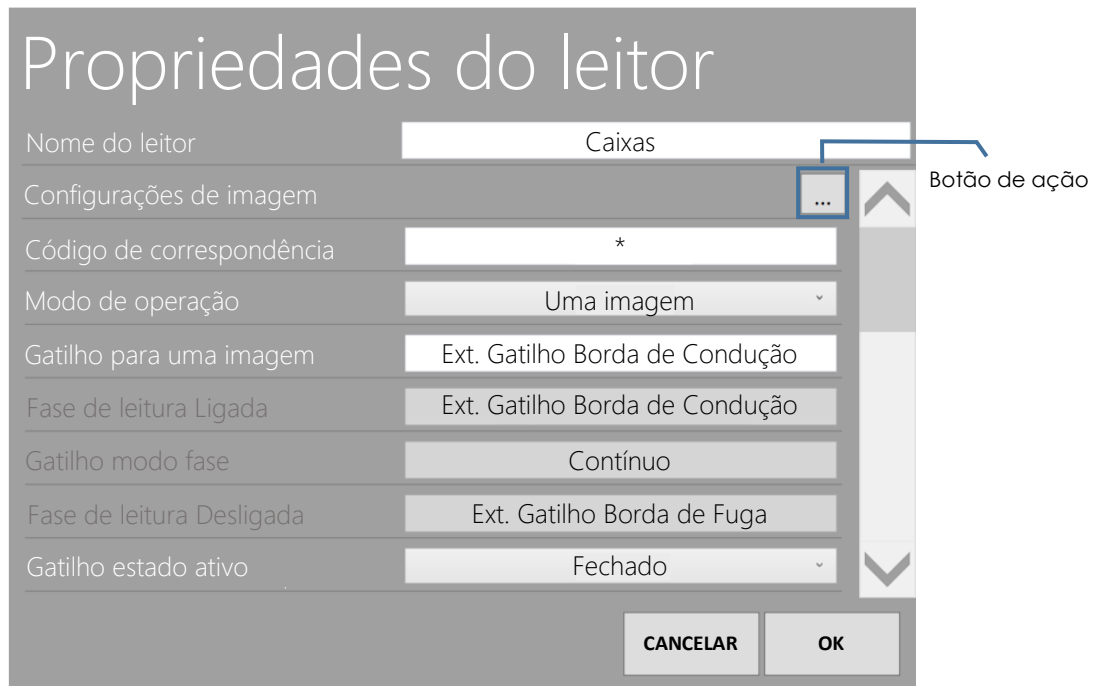 Propriedades do leitor
Nome do leitor Caixas
Configurações de imagem ... Botão de ação
Código de correspondência *
Modo de operação Uma imagem
Gatilho para uma imagem Ext. Gatilho Borda de Condução
Fase de leitura Ligada Ext. Gatilho Borda de Condução
Gatilho modo fase Contínuo
Fase de leitura Desligada Ext. Gatilho Borda de Fuga
Gatilho estado ativo Fechado
CANCELAR OK